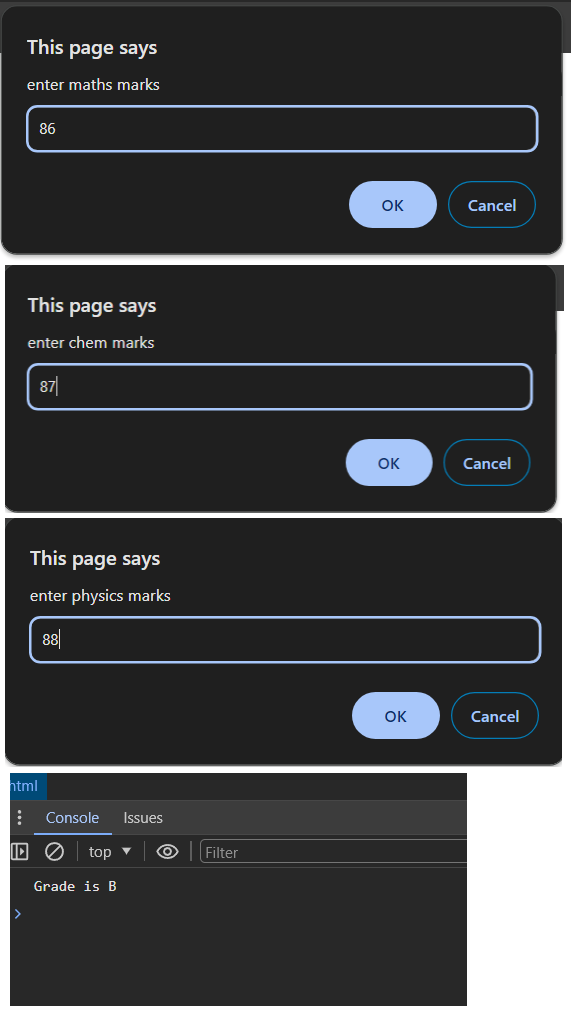 This page says
enter maths marks
86
OK Cancel
This page says
enter chem marks
87
OK Cancel
This page says
enter physics marks
88
OK Cancel
html
Console Issues
top Filter
Grade is B